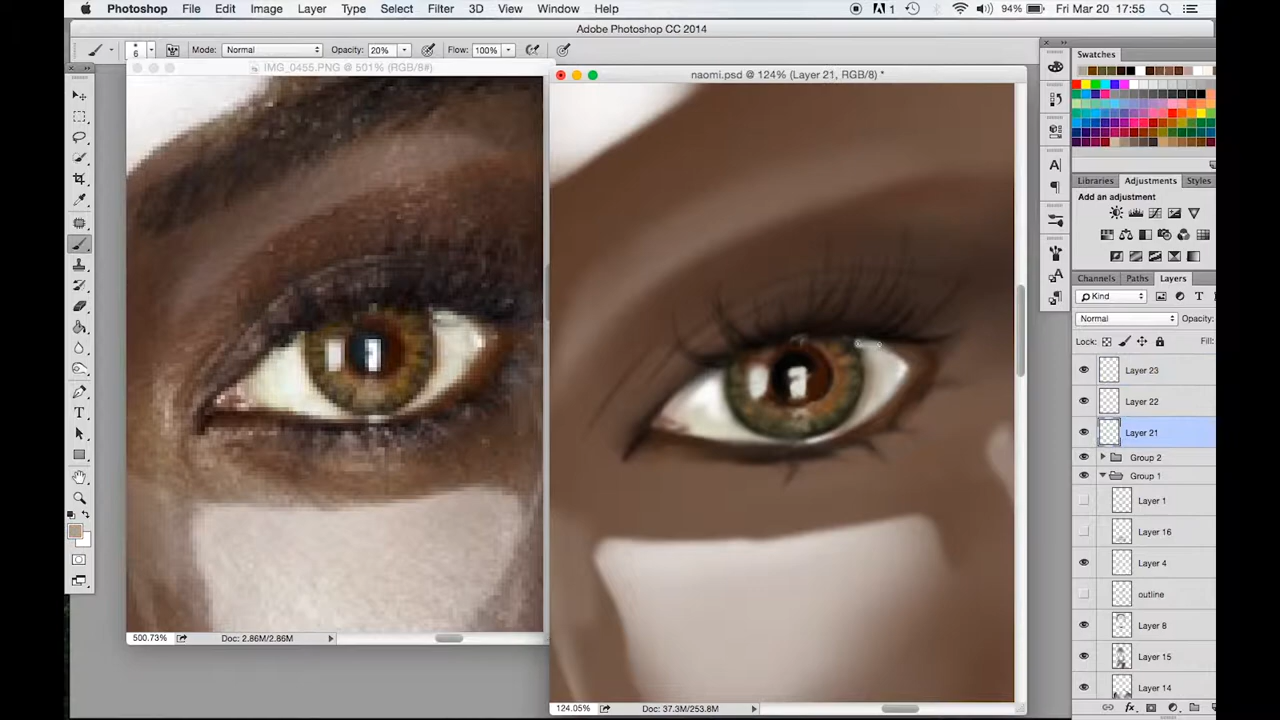 Photoshop File Edit Image Layer Type Select Filter 3D View Window Help 1 94% Fri Mar 20 17:55
Adobe Photoshop CC 2014
6 Mode: Normal Opacity: 20% Flow: 100%
IMG_0455.PNG @ 501% (RGB/8#)
naomi.psd @ 124% (Layer 21, RGB/8) *
Swatches
Libraries Adjustments Styles
Add an adjustment
Channels Paths Layers
Kind
Normal Opacity:
Lock: Fill:
Layer 23
Layer 22
Layer 21
Group 2
Group 1
Layer 1
Layer 16
Layer 4
outline
Layer 8
Layer 15
Layer 14
500.73% Doc: 2.86M/2.86M
124.05% Doc: 37.3M/253.8M